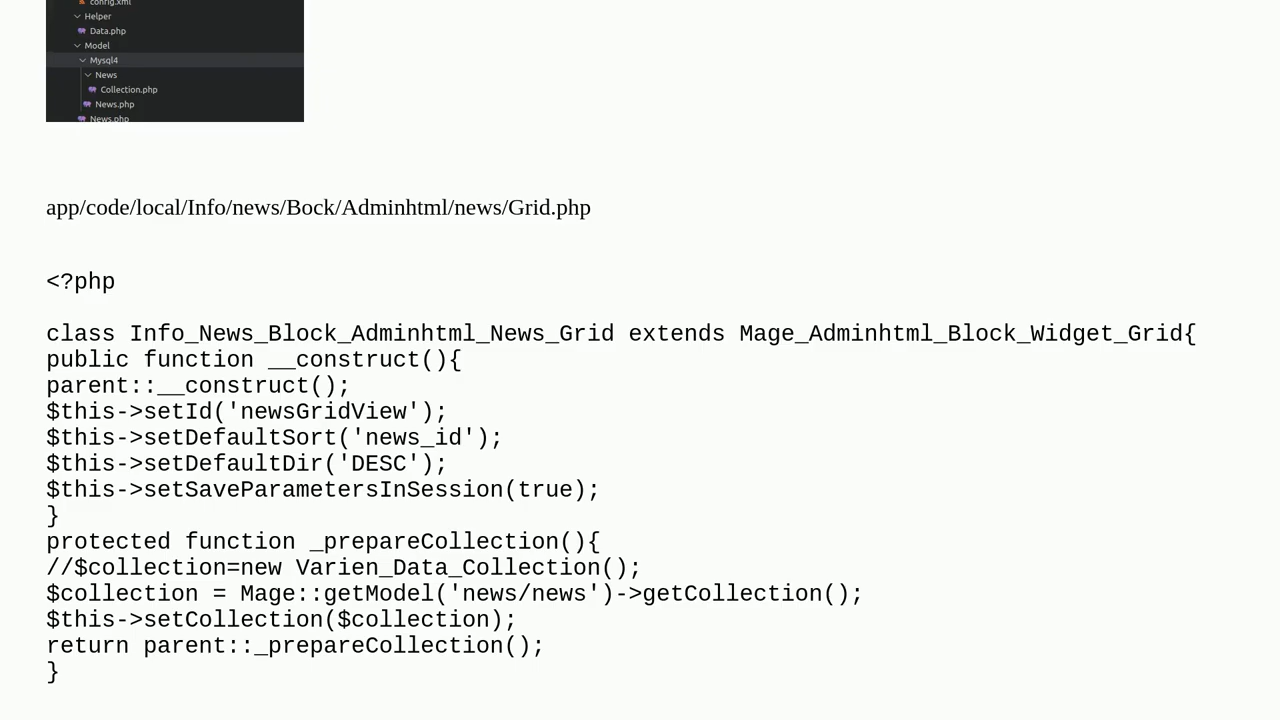 config.xml
Helper
Data.php
Model
Mysql4
News
Collection.php
News.php
News.php
app/code/local/Info/news/Bock/Adminhtml/news/Grid.php
<?php
class Info_News_Block_Adminhtml_News_Grid extends Mage_Adminhtml_Block_Widget_Grid{
public function __construct(){
parent::__construct();
$this->setId('newsGridView');
$this->setDefaultSort('news_id');
$this->setDefaultDir('DESC');
$this->setSaveParametersInSession(true);
}
protected function _prepareCollection(){
//$collection=new Varien_Data_Collection();
$collection = Mage::getModel('news/news')->getCollection();
$this->setCollection($collection);
return parent::_prepareCollection();
}